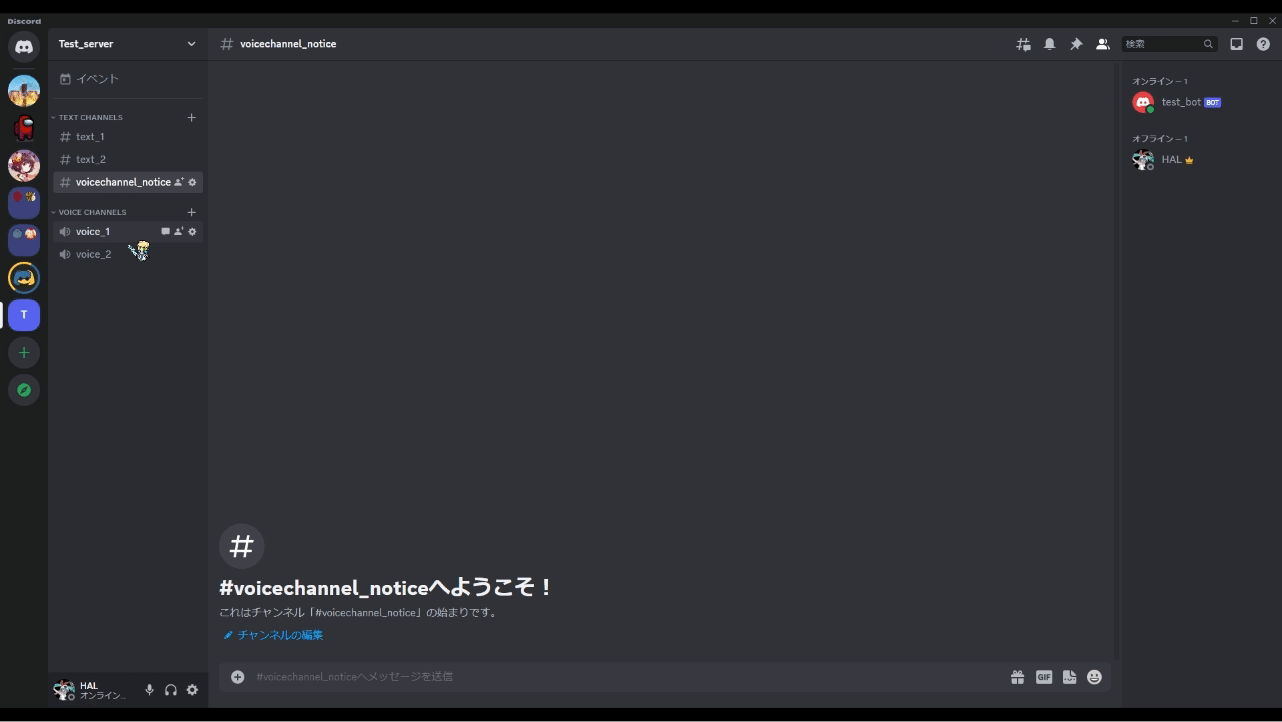 Discord
Test_server
イベント
TEXT CHANNELS
text_1
text_2
voicechannel_notice
VOICE CHANNELS
voice_1
voice_2
T
HAL
オンライン...
voicechannel_notice
検索
#voicechannel_noticeへようこそ！
これはチャンネル「#voicechannel_notice」の始まりです。
チャンネルの編集
#voicechannel_noticeへメッセージを送信
GIF
オンライン－1
test_bot BOT
オフライン－1
HAL